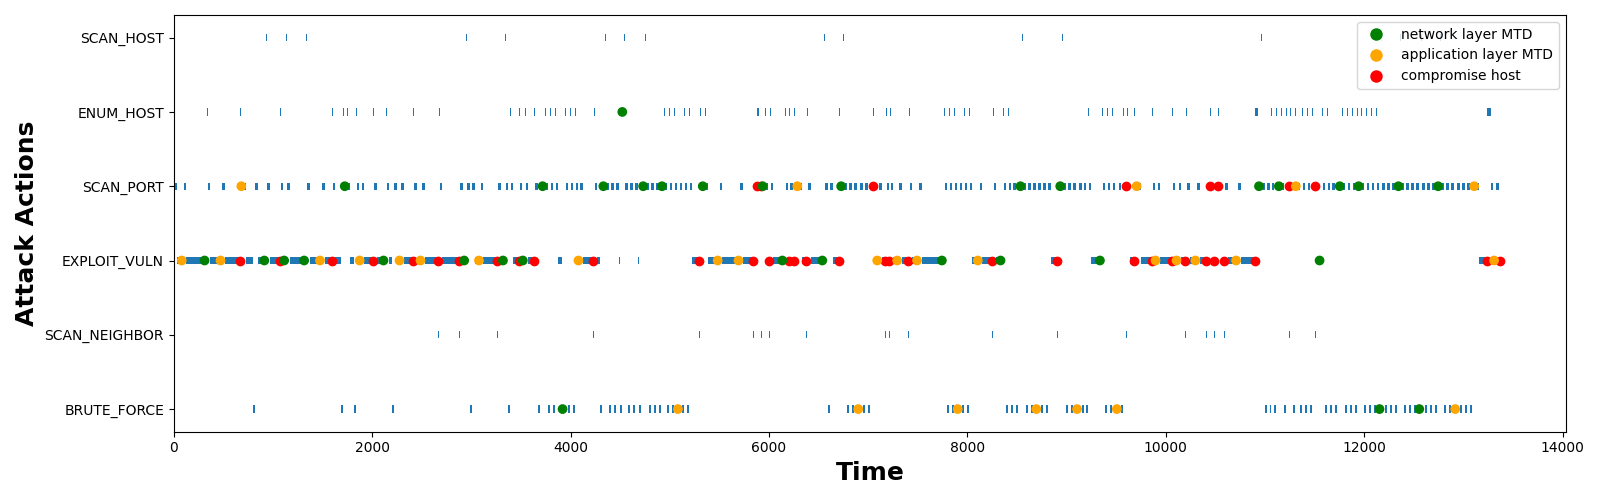 SCAN_HOST
ENUM_HOST
SCAN_PORT
EXPLOIT_VULN
SCAN_NEIGHBOR
BRUTE_FORCE
Attack Actions
network layer MTD
application layer MTD
compromise host
0 2000 4000 6000 8000 10000 12000 14000
Time